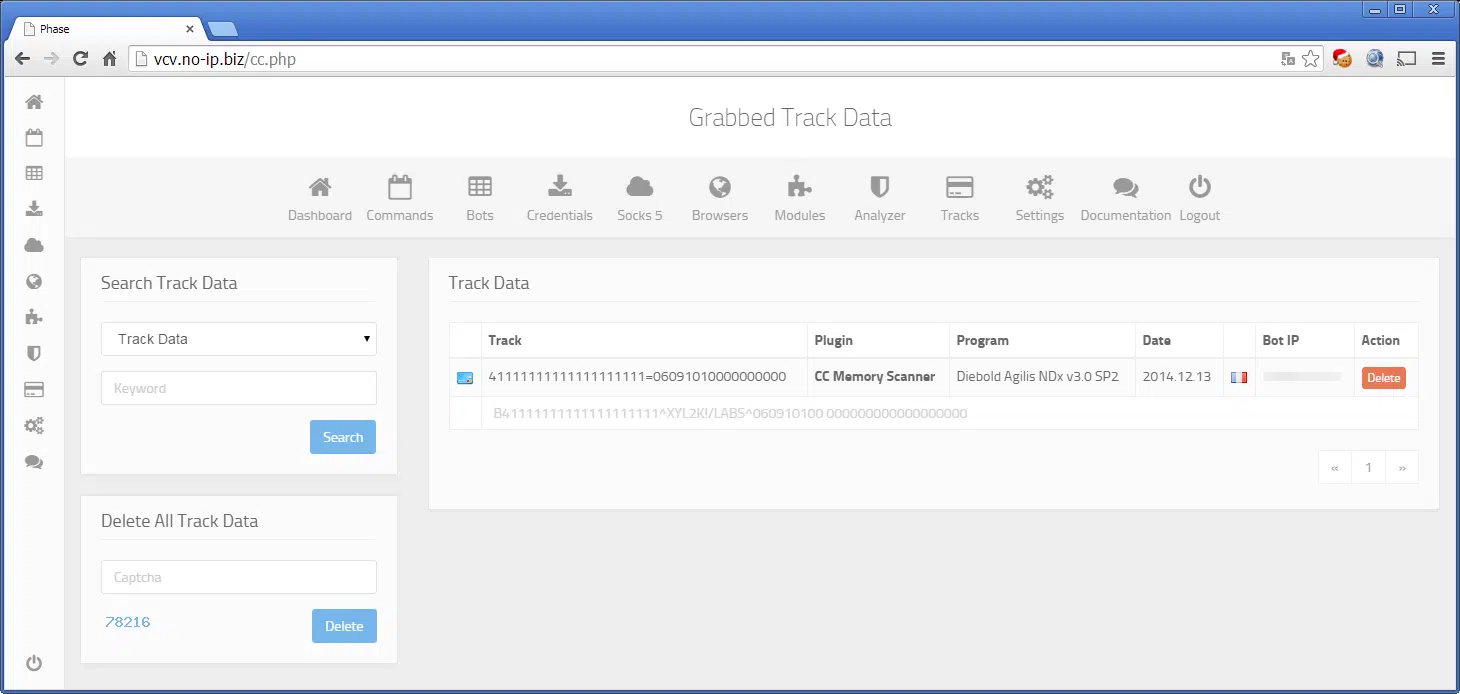 Phase
vcv.no-ip.biz/cc.php
Grabbed Track Data
Dashboard Commands Bots Credentials Socks 5 Browsers Modules Analyzer Tracks Settings Documentation Logout
Search Track Data
Track Data
Keyword
Search
Delete All Track Data
Captcha
78216
Delete
Track Data
Track Plugin Program Date Bot IP Action
4111111111111111111=06091010000000000 CC Memory Scanner Diebold Agilis NDx v3.0 SP2 2014.12.13 Delete
B4111111111111111111^XYL2K!/LABS^060910100 000000000000000000
« 1 »